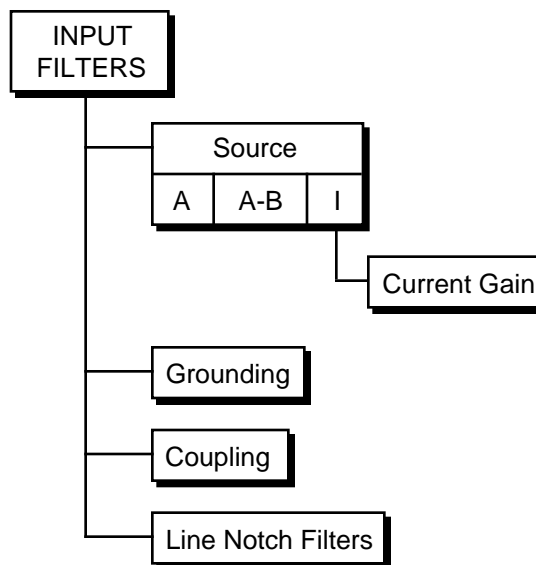 INPUT
FILTERS
Source
A A-B I
Current Gain
Grounding
Coupling
Line Notch Filters